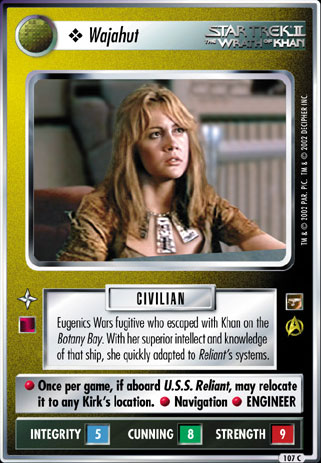 ❖ Wajahut
STAR TREK II
THE WRATH OF KHAN
TM & © 2002 PAR. PIC. TM & © 2002 DECIPHER INC.
CIVILIAN
Eugenics Wars fugitive who escaped with Khan on the
Botany Bay. With her superior intellect and knowledge
of that ship, she quickly adapted to Reliant's systems.
● Once per game, if aboard U.S.S. Reliant, may relocate
it to any Kirk's location. ● Navigation ● ENGINEER
INTEGRITY 5 CUNNING 8 STRENGTH 9
107 C